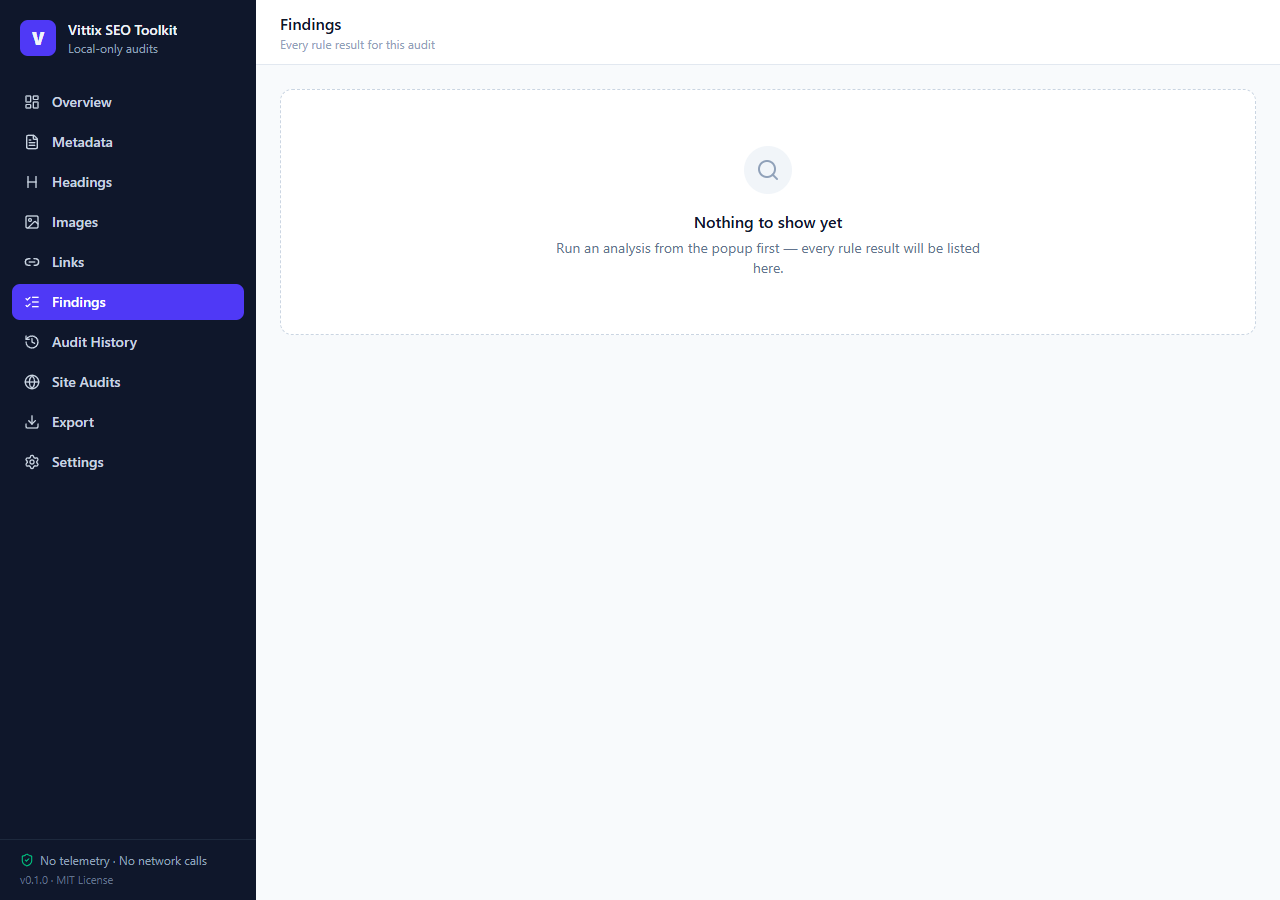 V
Vittix SEO Toolkit
Local-only audits
Overview
Metadata
Headings
Images
Links
Findings
Audit History
Site Audits
Export
Settings
No telemetry · No network calls
v0.1.0 · MIT License
Findings
Every rule result for this audit
Nothing to show yet
Run an analysis from the popup first — every rule result will be listed
here.